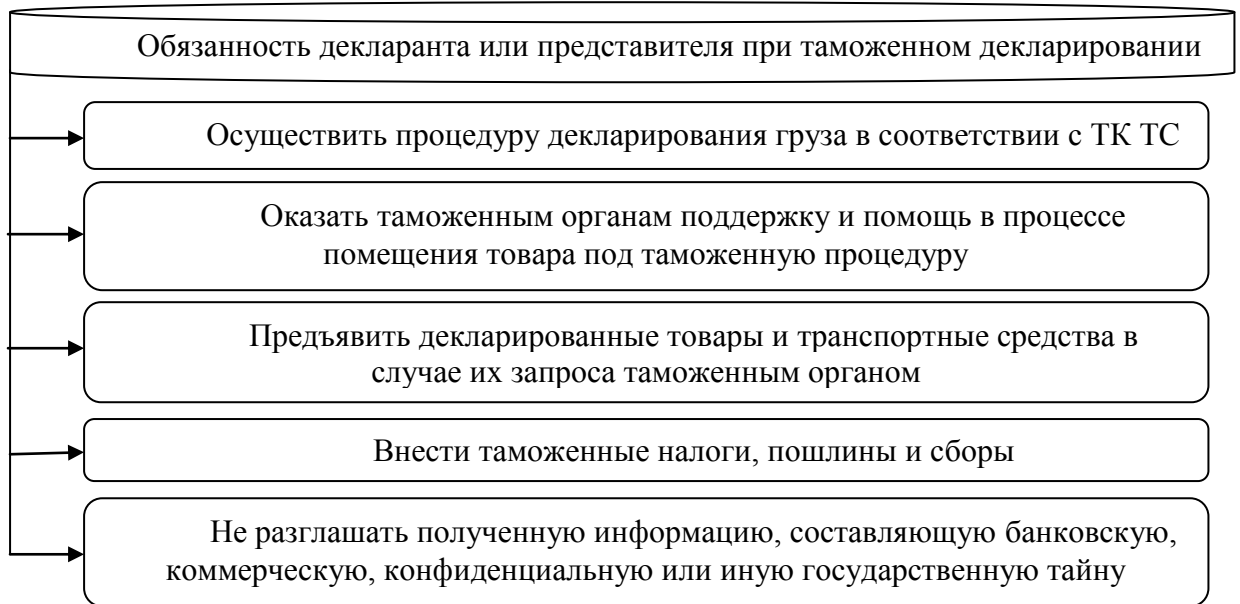 Обязанность декларанта или представителя при таможенном декларировании
Осуществить процедуру декларирования груза в соответствии с ТК ТС
Оказать таможенным органам поддержку и помощь в процессе
помещения товара под таможенную процедуру
Предъявить декларированные товары и транспортные средства в
случае их запроса таможенным органом
Внести таможенные налоги, пошлины и сборы
Не разглашать полученную информацию, составляющую банковскую,
коммерческую, конфиденциальную или иную государственную тайну